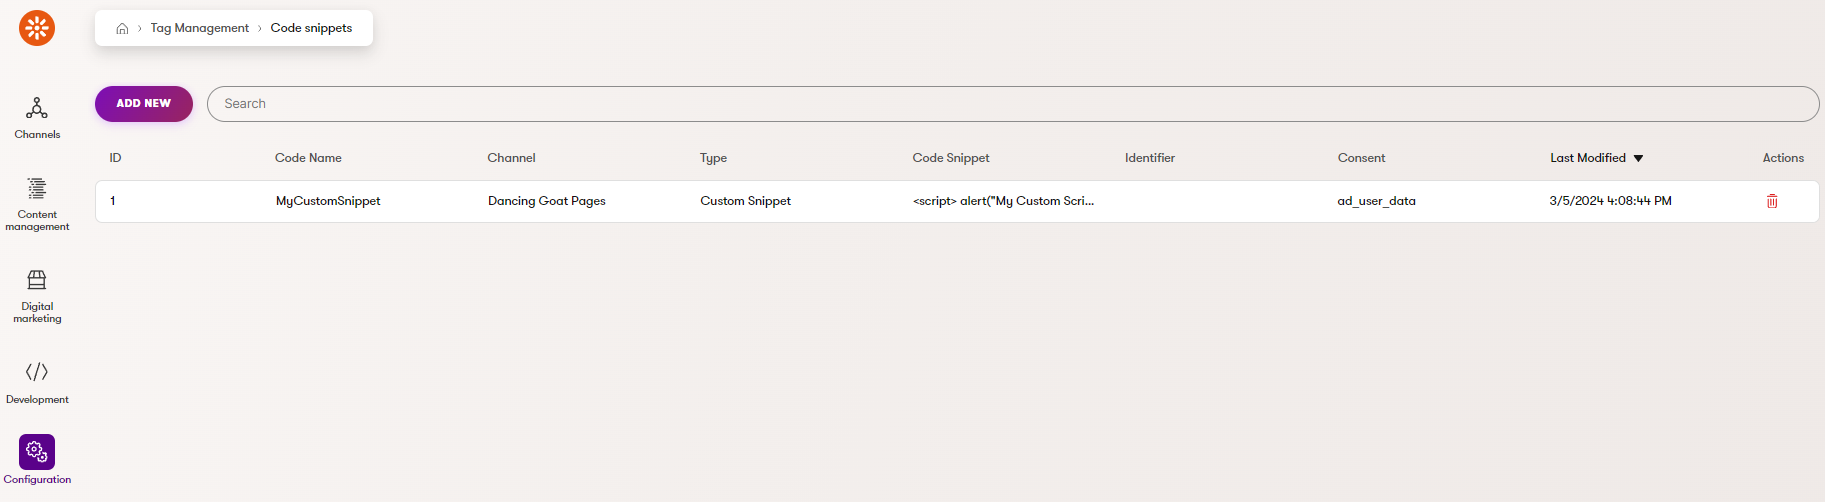 Tag Management › Code snippets
ADD NEW
Search
ID Code Name Channel Type Code Snippet Identifier Consent Last Modified Actions
1 MyCustomSnippet Dancing Goat Pages Custom Snippet <script> alert("My Custom Scri... ad_user_data 3/5/2024 4:08:44 PM
Channels
Content
management
Digital
marketing
Development
Configuration